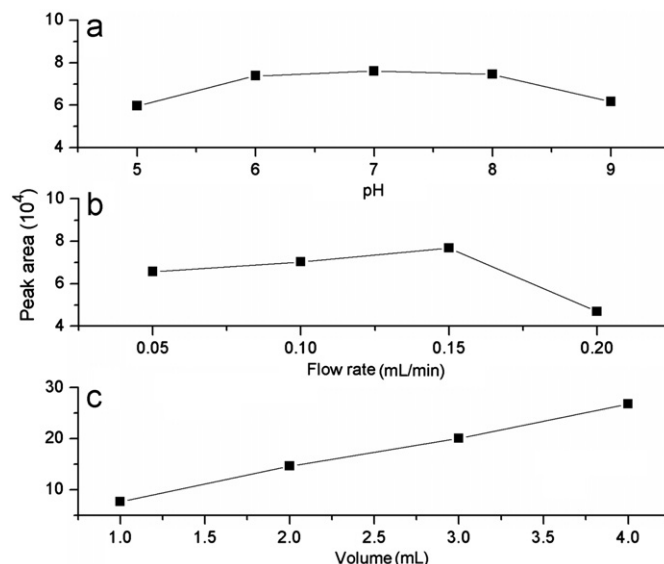 a
10
8
6
4
5 6 7 8 9
pH
b
10
8
6
4
0.05 0.10 0.15 0.20
Flow rate (mL/min)
Peak area (10⁴)
c
30
20
10
1.0 1.5 2.0 2.5 3.0 3.5 4.0
Volume (mL)